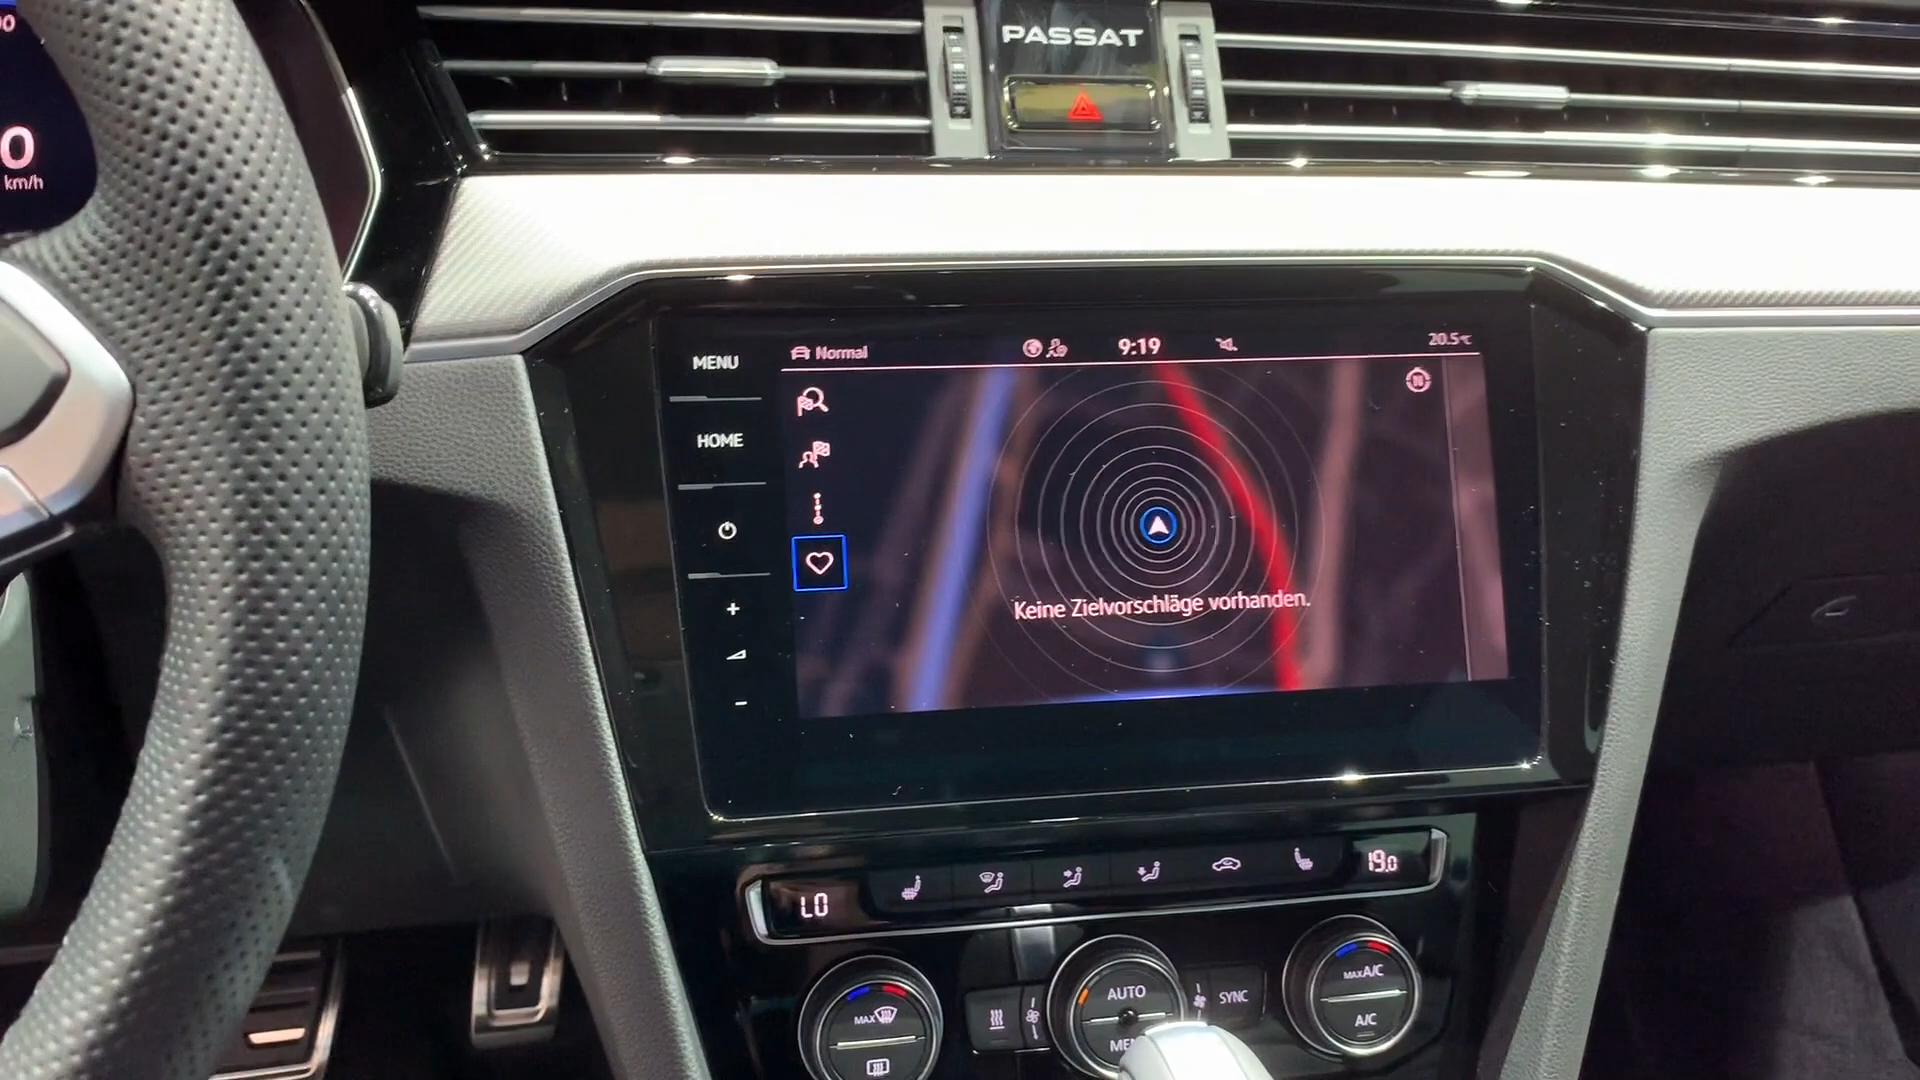 PASSAT
00
0
km/h
MENU
HOME
+
-
Normal
9:19
20.5°C
Keine Zielvorschläge vorhanden.
LO
19.0
MAX
AUTO
SYNC
MAX A/C
A/C